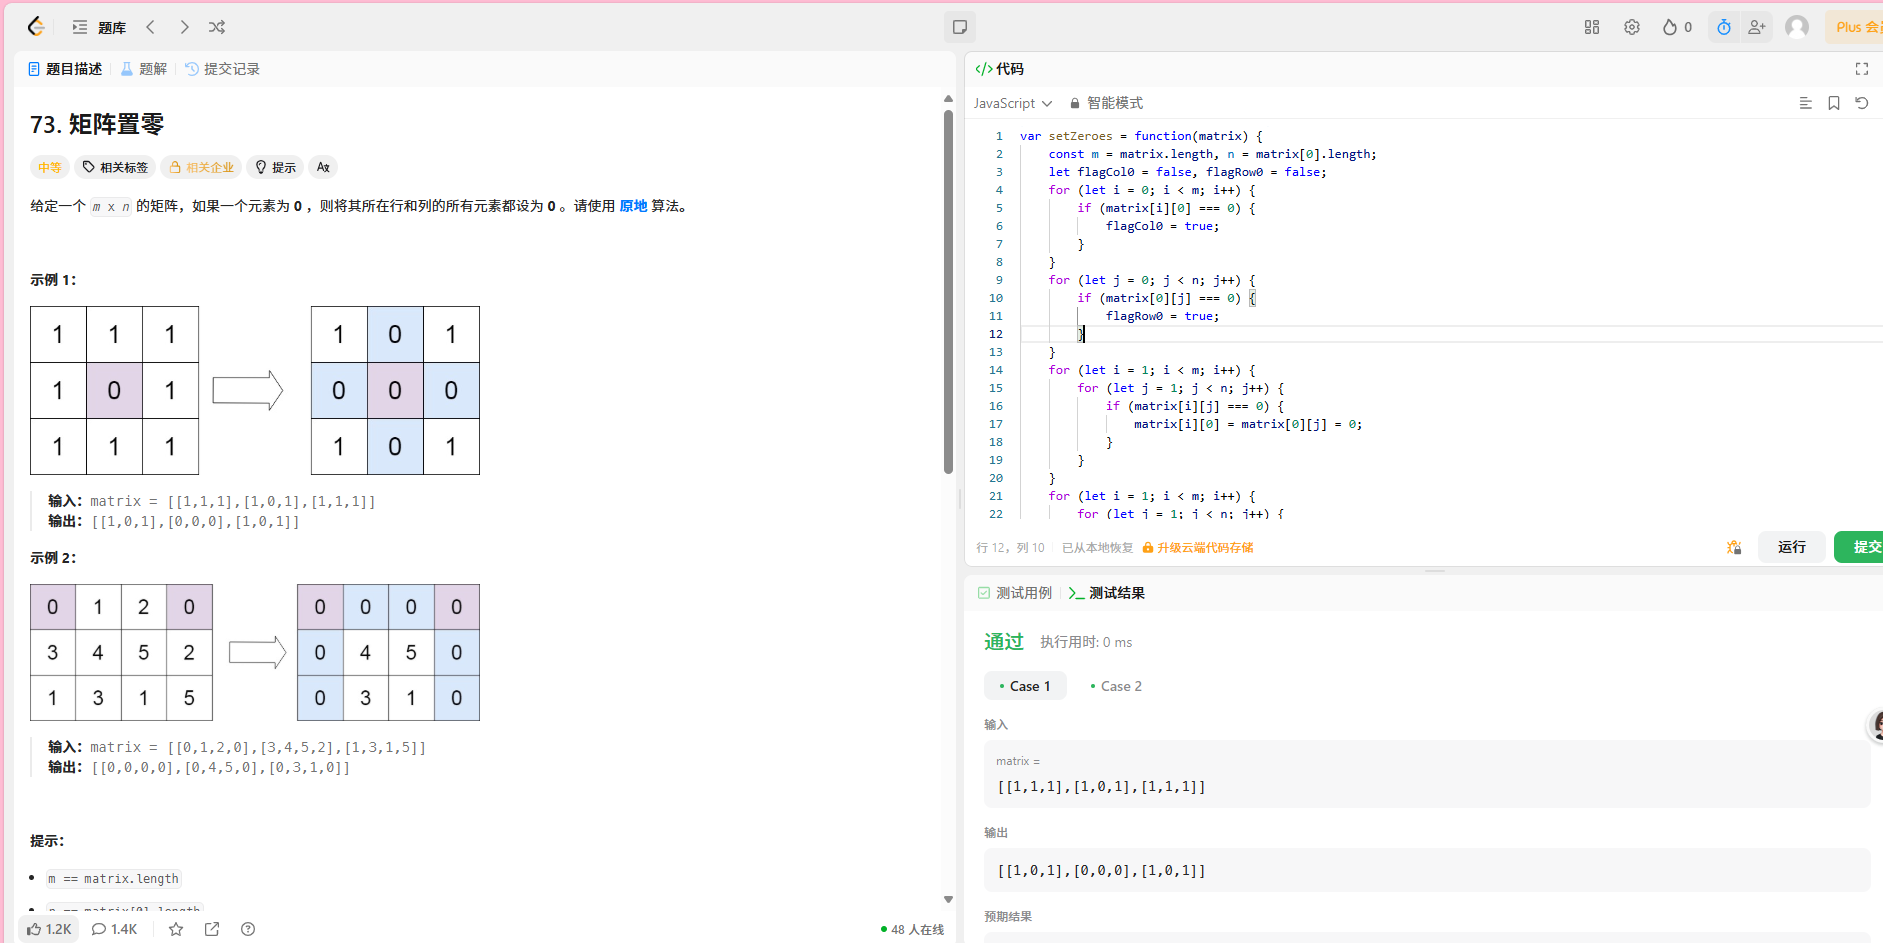 题库
0
Plus 会
题目描述
题解
提交记录
73. 矩阵置零
中等
相关标签
相关企业
提示
给定一个 m x n 的矩阵，如果一个元素为 0 ，则将其所在行和列的所有元素都设为 0 。请使用 原地 算法。
示例 1：
1 1 1 1 0 1
1 0 1 0 0 0
1 1 1 1 0 1
输入：matrix = [[1,1,1],[1,0,1],[1,1,1]]
输出：[[1,0,1],[0,0,0],[1,0,1]]
示例 2：
0 1 2 0 0 0 0 0
3 4 5 2 0 4 5 0
1 3 1 5 0 3 1 0
输入：matrix = [[0,1,2,0],[3,4,5,2],[1,3,1,5]]
输出：[[0,0,0,0],[0,4,5,0],[0,3,1,0]]
提示：
m == matrix.length
n == matrix[0].length
1.2K
1.4K
48 人在线
代码
JavaScript
智能模式
1 var setZeroes = function(matrix) {
2 const m = matrix.length, n = matrix[0].length;
3 let flagCol0 = false, flagRow0 = false;
4 for (let i = 0; i < m; i++) {
5 if (matrix[i][0] === 0) {
6 flagCol0 = true;
7 }
8 }
9 for (let j = 0; j < n; j++) {
10 if (matrix[0][j] === 0) {
11 flagRow0 = true;
12 }
13 }
14 for (let i = 1; i < m; i++) {
15 for (let j = 1; j < n; j++) {
16 if (matrix[i][j] === 0) {
17 matrix[i][0] = matrix[0][j] = 0;
18 }
19 }
20 }
21 for (let i = 1; i < m; i++) {
22 for (let j = 1; j < n; j++) {
行 12，列 10
已从本地恢复
升级云端代码存储
运行
提交
测试用例
测试结果
通过
执行用时: 0 ms
Case 1
Case 2
输入
matrix =
[[1,1,1],[1,0,1],[1,1,1]]
输出
[[1,0,1],[0,0,0],[1,0,1]]
预期结果